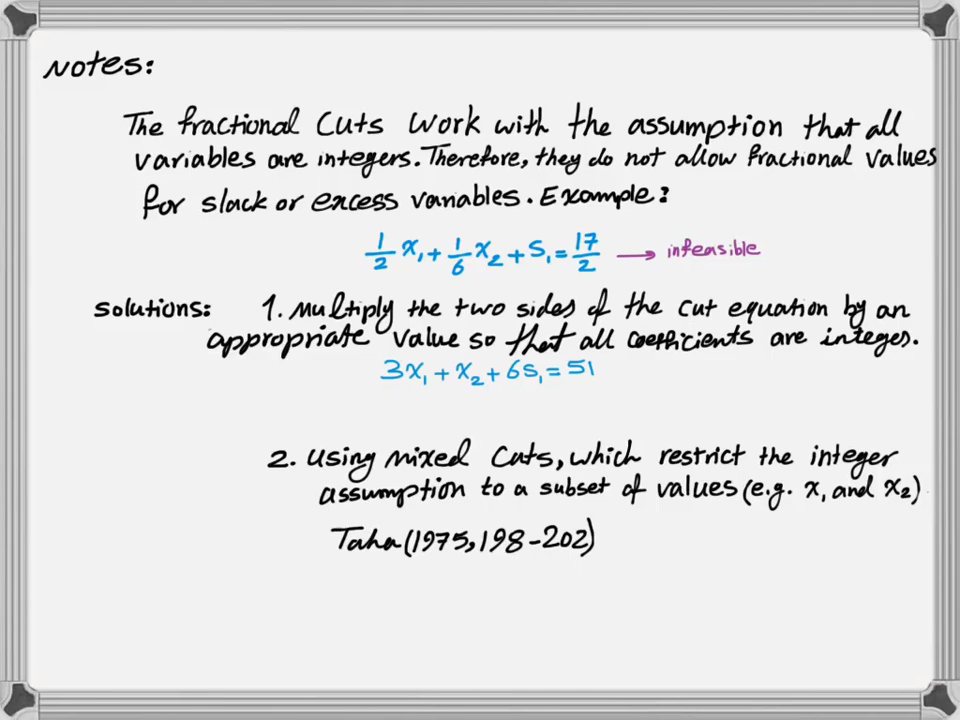 Notes:
The fractional cuts work with the assumption that all
variables are integers. Therefore, they do not allow fractional values
for slack or excess variables. Example:
1/2 x₁ + 1/6 x₂ + S₁ = 17/2 → infeasible
solutions: 1. Multiply the two sides of the cut equation by an
appropriate value so that all coefficients are integes.
3x₁ + x₂ + 6S₁ = 51
2. Using mixed cuts, which restrict the integer
assumption to a subset of values (e.g. x₁ and x₂)
Taha (1975, 198-202)